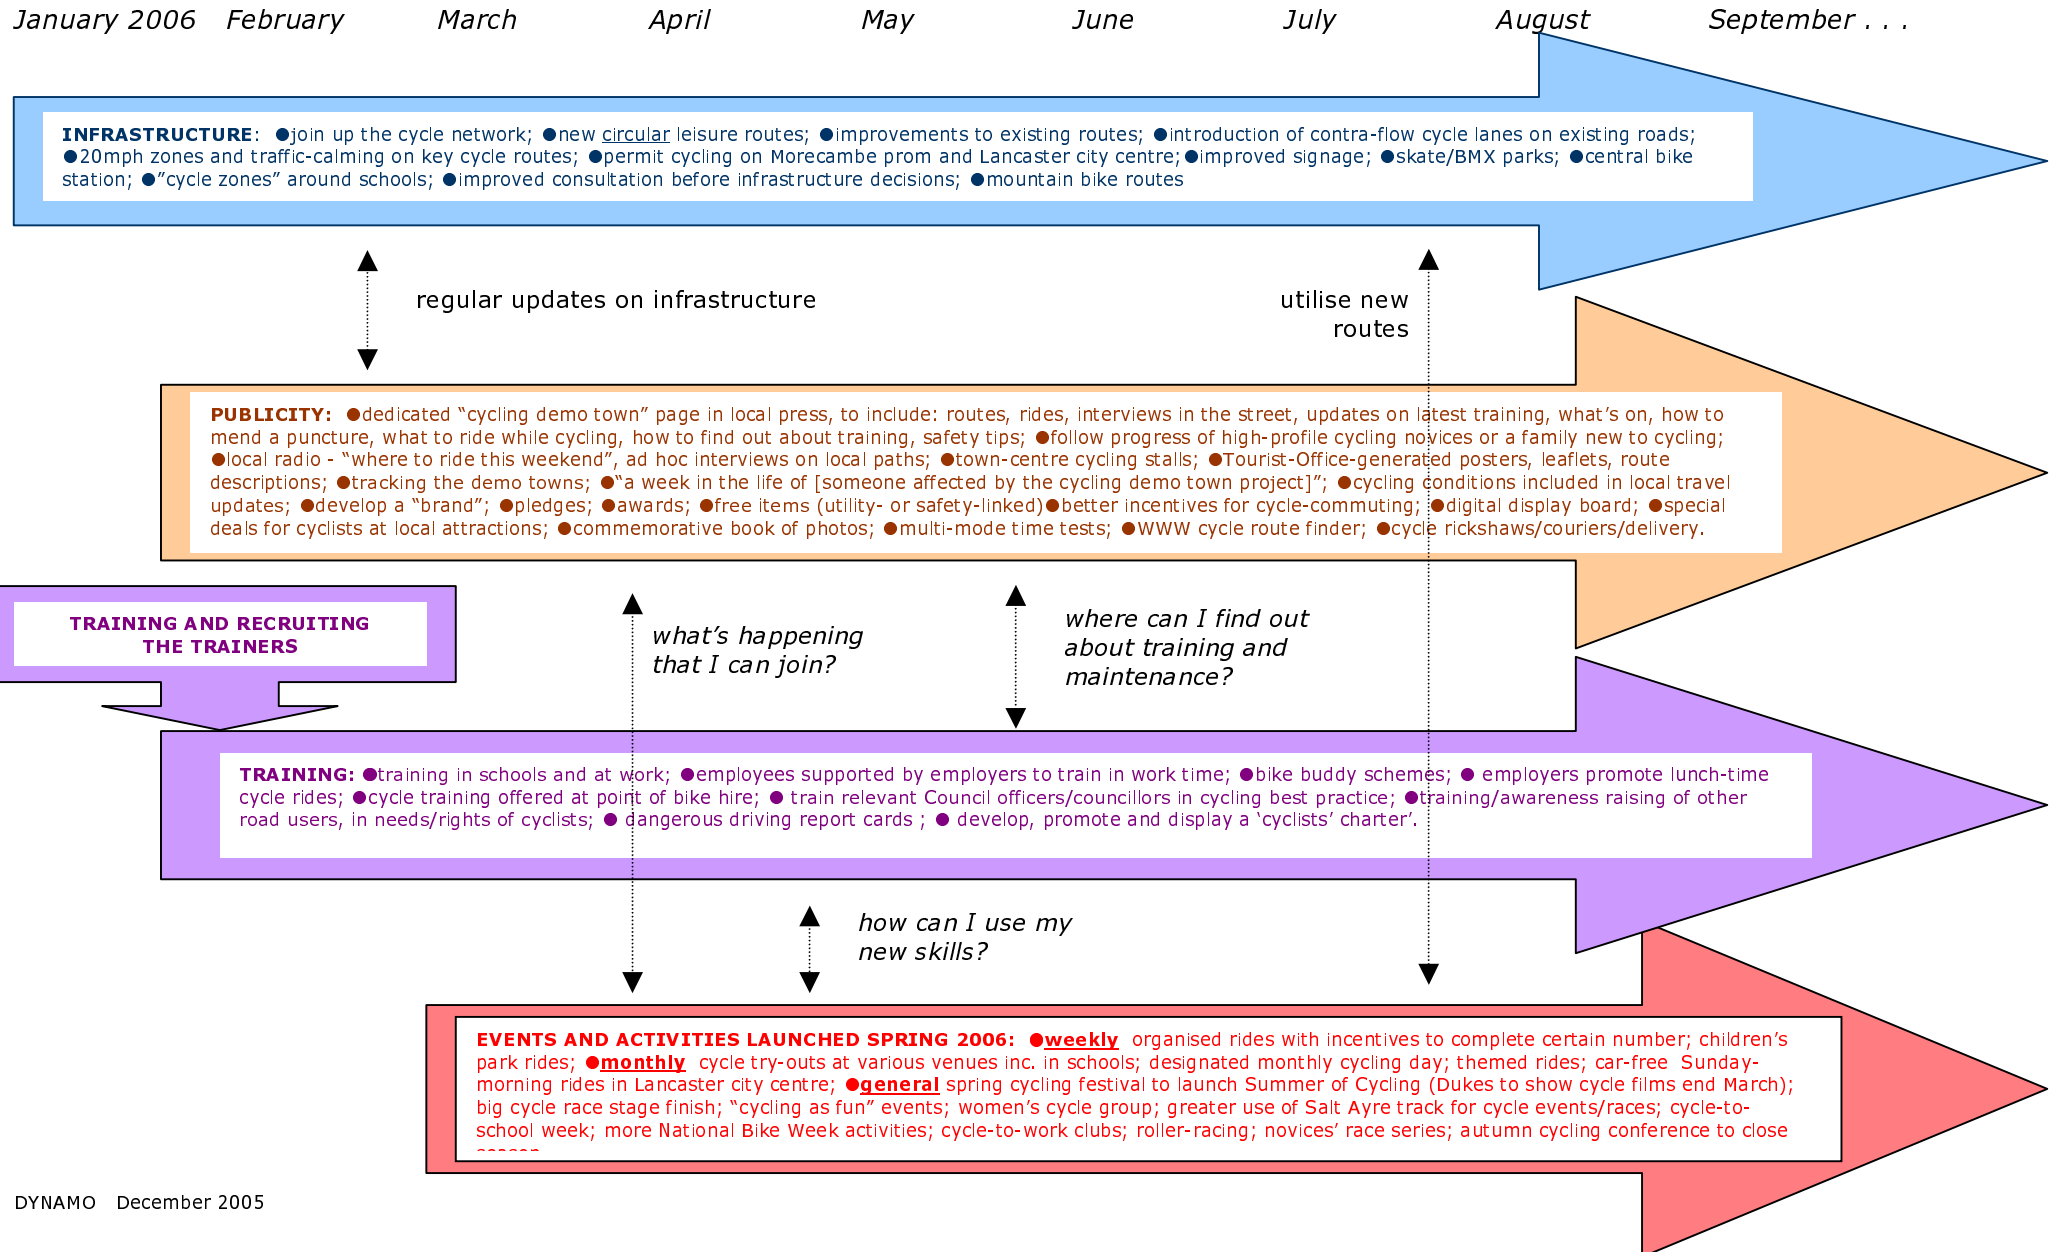 January 2006 February March April May June July August September . . .
INFRASTRUCTURE: ●join up the cycle network; ●new circular leisure routes; ●improvements to existing routes; ●introduction of contra-flow cycle lanes on existing roads;
●20mph zones and traffic-calming on key cycle routes; ●permit cycling on Morecambe prom and Lancaster city centre;●improved signage; ●skate/BMX parks; ●central bike
station; ●”cycle zones” around schools; ●improved consultation before infrastructure decisions; ●mountain bike routes
regular updates on infrastructure
utilise new
routes
PUBLICITY: ●dedicated “cycling demo town” page in local press, to include: routes, rides, interviews in the street, updates on latest training, what’s on, how to
mend a puncture, what to ride while cycling, how to find out about training, safety tips; ●follow progress of high-profile cycling novices or a family new to cycling;
●local radio - “where to ride this weekend”, ad hoc interviews on local paths; ●town-centre cycling stalls; ●Tourist-Office-generated posters, leaflets, route
descriptions; ●tracking the demo towns; ●“a week in the life of [someone affected by the cycling demo town project]”; ●cycling conditions included in local travel
updates; ●develop a “brand”; ●pledges; ●awards; ●free items (utility- or safety-linked)●better incentives for cycle-commuting; ●digital display board; ●special
deals for cyclists at local attractions; ●commemorative book of photos; ●multi-mode time tests; ●WWW cycle route finder; ●cycle rickshaws/couriers/delivery.
TRAINING AND RECRUITING
THE TRAINERS
what’s happening
that I can join?
where can I find out
about training and
maintenance?
TRAINING: ●training in schools and at work; ●employees supported by employers to train in work time; ●bike buddy schemes; ● employers promote lunch-time
cycle rides; ●cycle training offered at point of bike hire; ● train relevant Council officers/councillors in cycling best practice; ●training/awareness raising of other
road users, in needs/rights of cyclists; ● dangerous driving report cards ; ● develop, promote and display a ‘cyclists’ charter’.
how can I use my
new skills?
EVENTS AND ACTIVITIES LAUNCHED SPRING 2006: ●weekly organised rides with incentives to complete certain number; children’s
park rides; ●monthly cycle try-outs at various venues inc. in schools; designated monthly cycling day; themed rides; car-free Sunday-
morning rides in Lancaster city centre; ●general spring cycling festival to launch Summer of Cycling (Dukes to show cycle films end March);
big cycle race stage finish; “cycling as fun” events; women’s cycle group; greater use of Salt Ayre track for cycle events/races; cycle-to-
school week; more National Bike Week activities; cycle-to-work clubs; roller-racing; novices’ race series; autumn cycling conference to close
DYNAMO December 2005